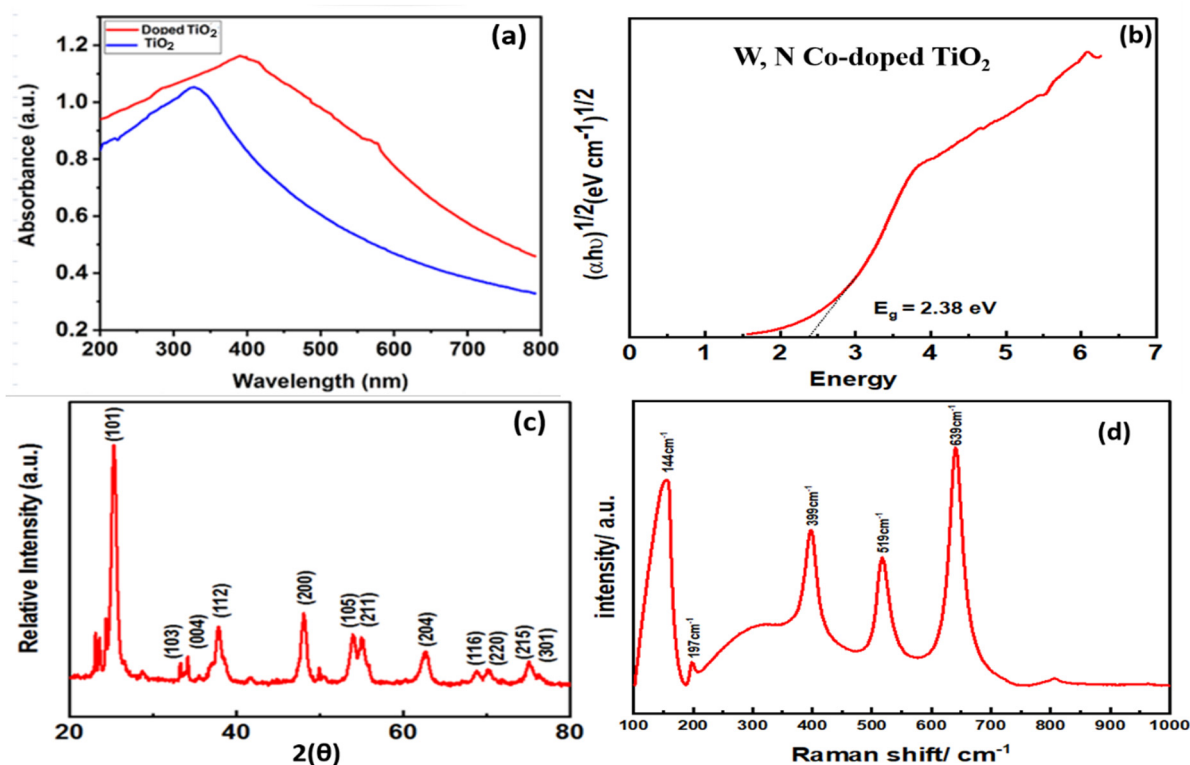 (a)
Doped TiO₂
TiO₂
1.2
1.0
0.8
0.6
0.4
0.2
Absorbance (a.u.)
200 300 400 500 600 700 800
Wavelength (nm)
(b)
W, N Co-doped TiO₂
(αhυ)^1/2(eV cm⁻¹)1/2
E_g = 2.38 eV
0 1 2 3 4 5 6 7
Energy
(c)
Relative Intensity (a.u.)
(101)
(103)
(004)
(112)
(200)
(105)
(211)
(204)
(116)
(220)
(215)
(301)
20 40 60 80
2(θ)
(d)
intensity/ a.u.
144cm⁻¹
197cm⁻¹
399cm⁻¹
519cm⁻¹
639cm⁻¹
100 200 300 400 500 600 700 800 900 1000
Raman shift/ cm⁻¹